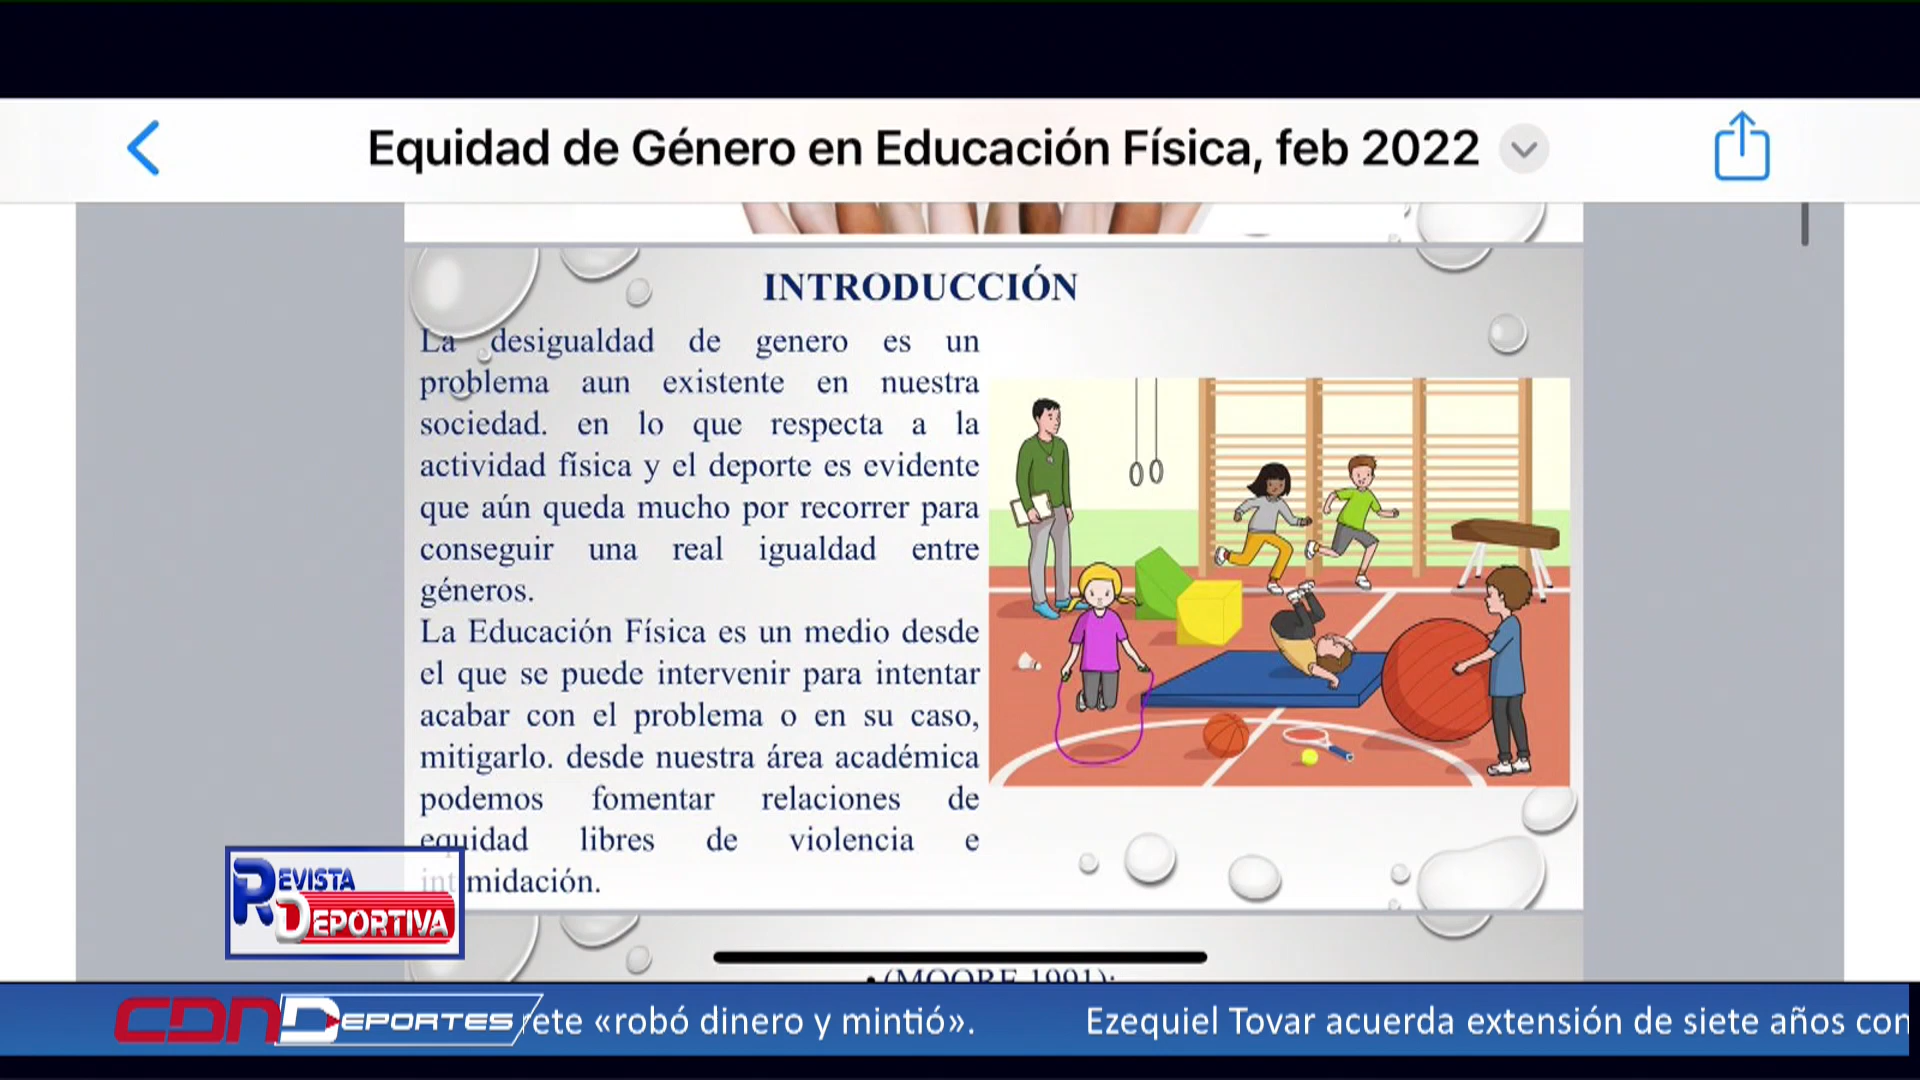 Equidad de Género en Educación Física, feb 2022
INTRODUCCIÓN
La desigualdad de genero es un
problema aun existente en nuestra
sociedad. en lo que respecta a la
actividad física y el deporte es evidente
que aún queda mucho por recorrer para
conseguir una real igualdad entre
géneros.
La Educación Física es un medio desde
el que se puede intervenir para intentar
acabar con el problema o en su caso,
mitigarlo. desde nuestra área académica
podemos fomentar relaciones de
equidad libres de violencia e
intimidación.
REVISTA
DEPORTIVA
• (MOORE 1991):
CDN DEPORTES rete «robó dinero y mintió». Ezequiel Tovar acuerda extensión de siete años con